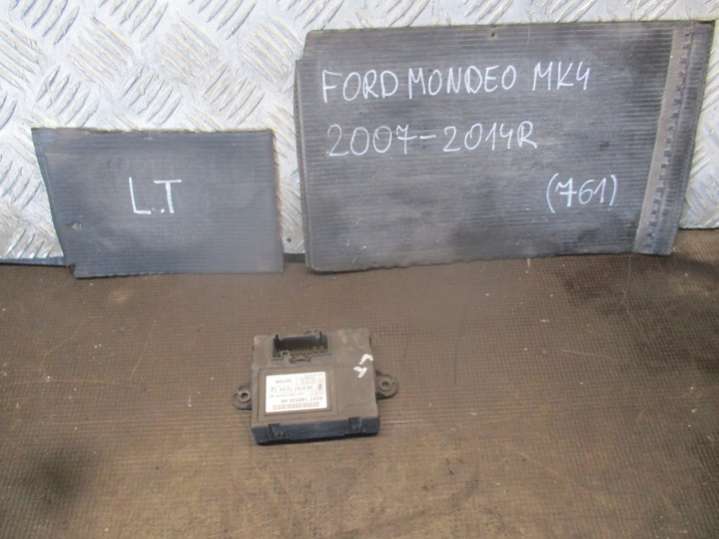 L.T
FORD MONDEO MK4
2007-2014R
(761)